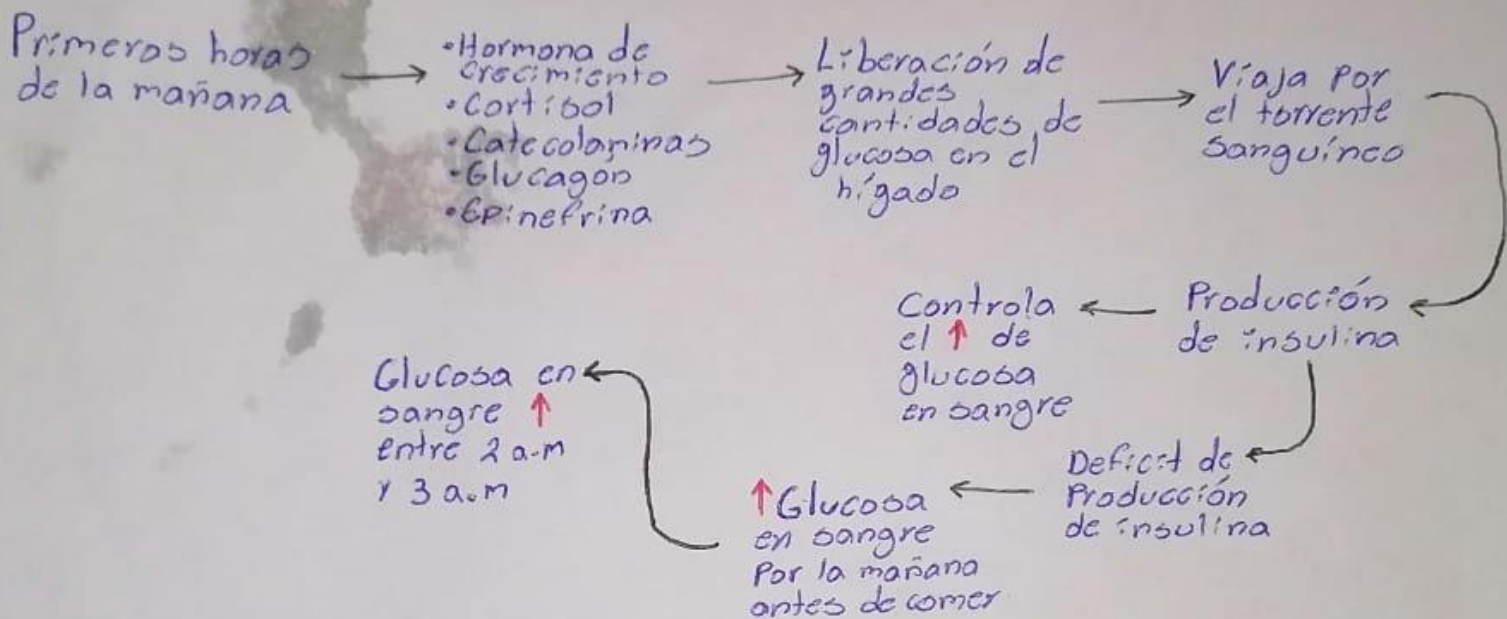 Primeros horas
de la mañana
•Hormona de
crecimiento
•Cortisol
•Catecolaminas
•Glucagon
•Epinefrina
Liberación de
grandes
cantidades de
glucosa en el
hígado
Viaja por
el torrente
sanguíneo
Producción
de insulina
Controla
el ↑ de
glucosa
en sangre
Deficit de
Producción
de insulina
↑Glucosa
en sangre
Por la mañana
antes de comer
Glucosa en
sangre ↑
entre 2 a.m
y 3 a.m